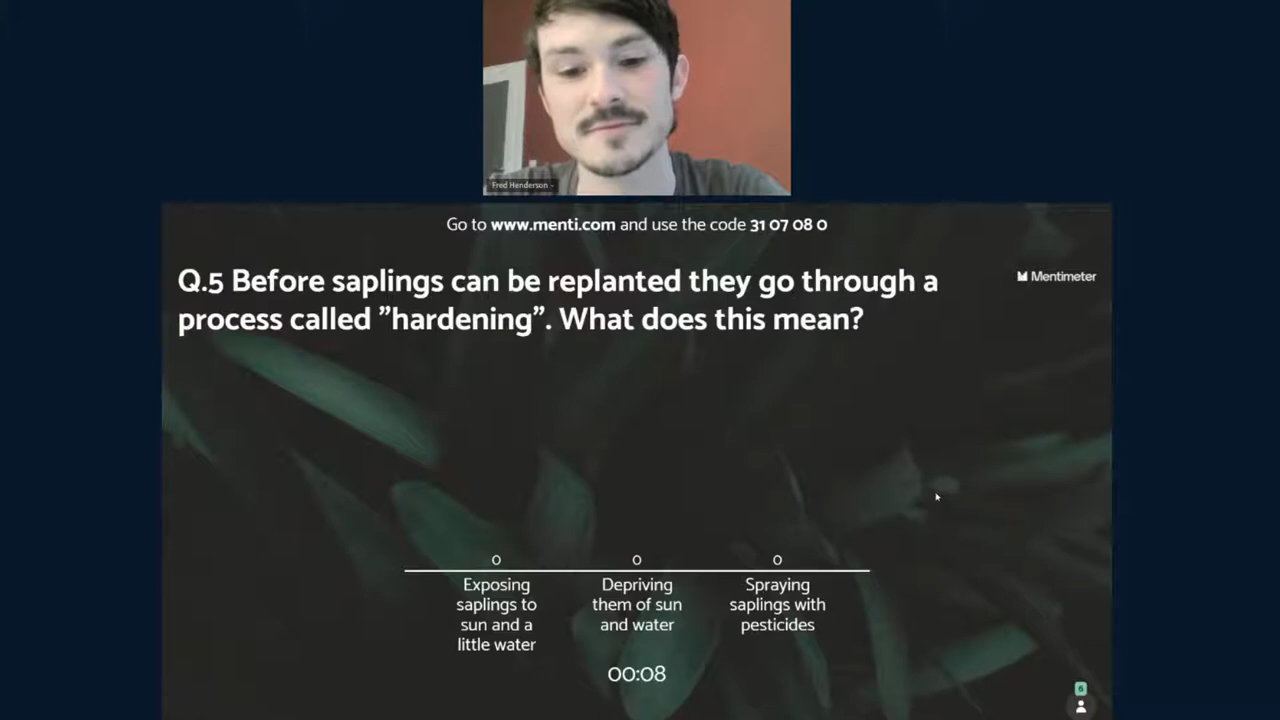 Fred Henderson -
Go to www.menti.com and use the code 31 07 08 0
Mentimeter
Q.5 Before saplings can be replanted they go through a
process called ”hardening”. What does this mean?
0 0 0
Exposing
saplings to
sun and a
little water
Depriving
them of sun
and water
Spraying
saplings with
pesticides
00:08
6